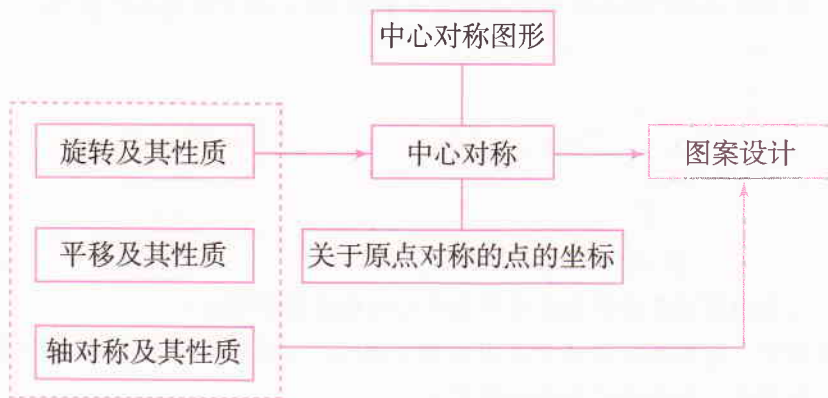 中心对称图形
旋转及其性质
中心对称
图案设计
平移及其性质
关于原点对称的点的坐标
轴对称及其性质